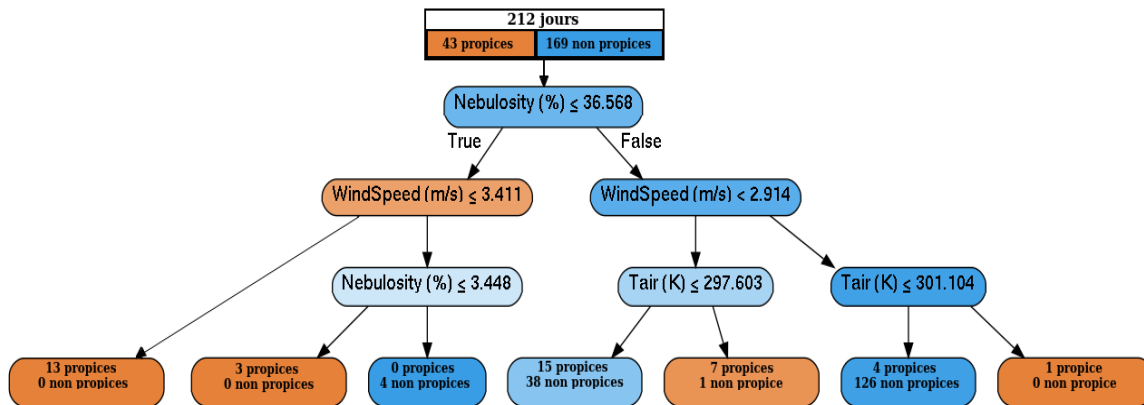 212 jours
43 propices 169 non propices
Nebulosity (%) ≤ 36.568
True False
WindSpeed (m/s) ≤ 3.411 WindSpeed (m/s) < 2.914
Nebulosity (%) ≤ 3.448 Tair (K) ≤ 297.603 Tair (K) ≤ 301.104
13 propices 3 propices 0 propices 15 propices 7 propices 4 propices 1 propice
0 non propices 0 non propices 4 non propices 38 non propices 1 non propice 126 non propices 0 non propice